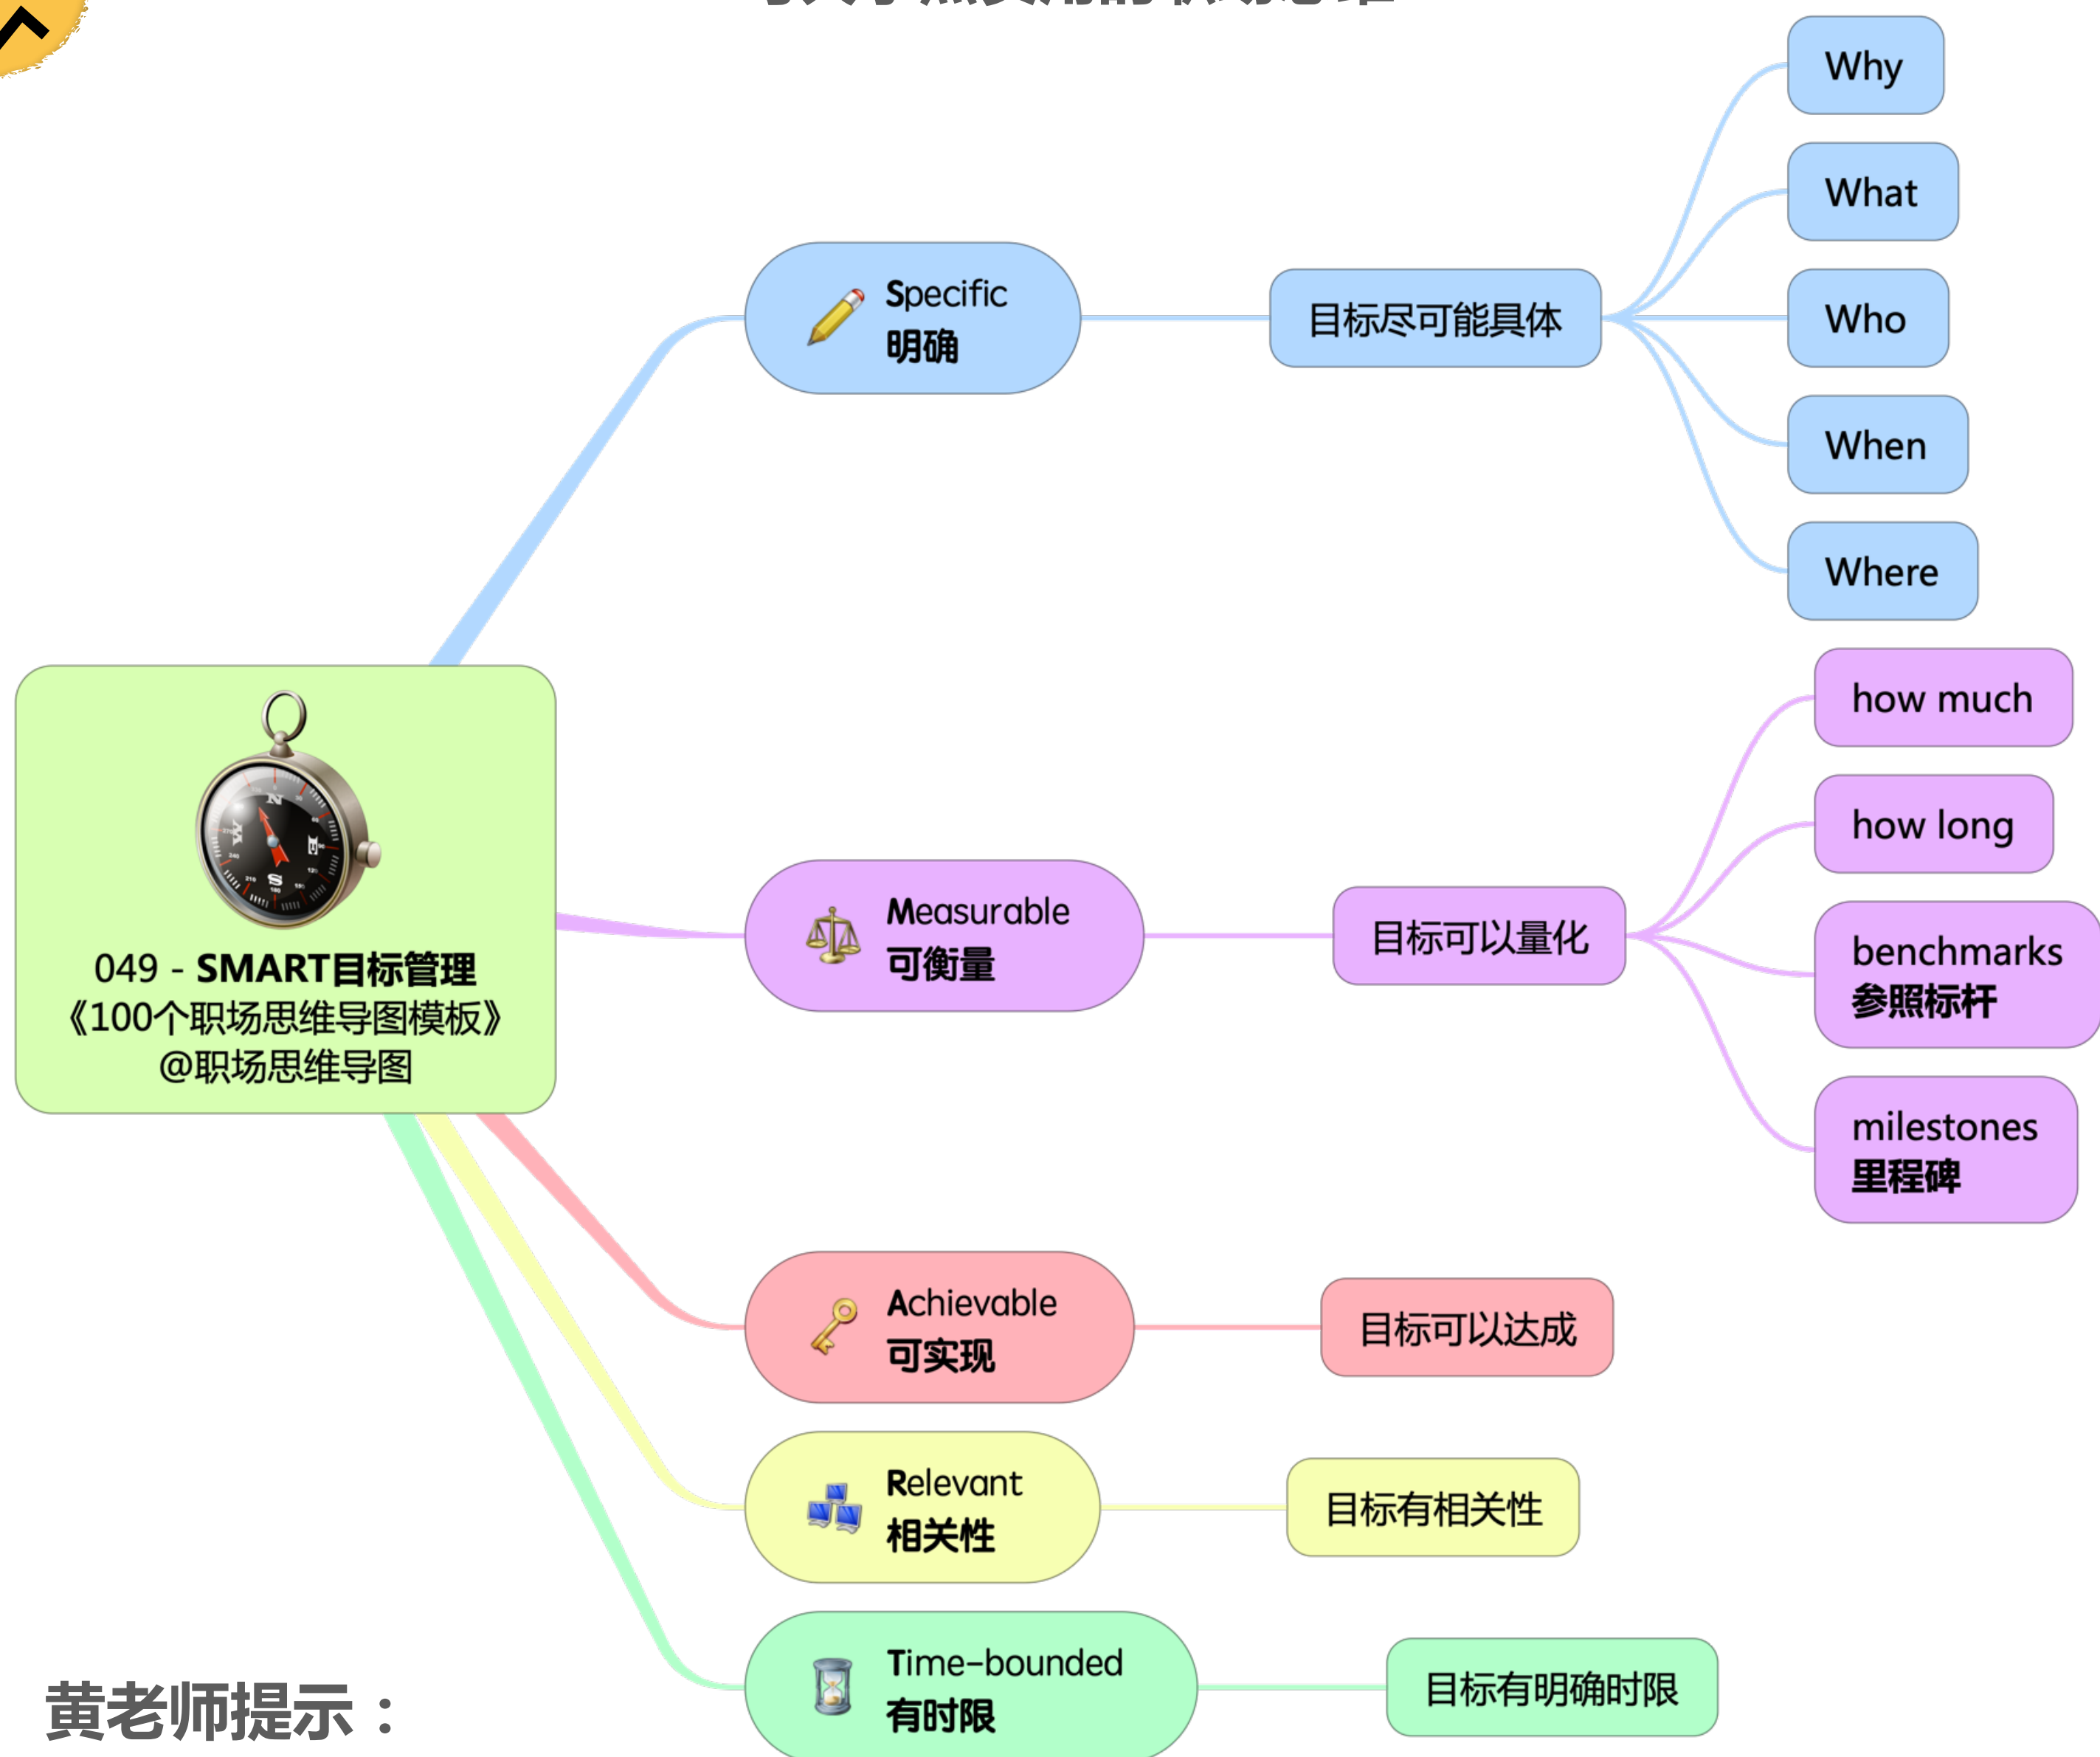 Why
What
Specific
明确
目标尽可能具体
Who
When
Where
how much
how long
Measurable
可衡量
目标可以量化
benchmarks
参照标杆
milestones
里程碑
049 - SMART目标管理
《100个职场思维导图模板》
@职场思维导图
Achievable
可实现
目标可以达成
Relevant
相关性
目标有相关性
Time-bounded
有时限
目标有明确时限
黄老师提示：